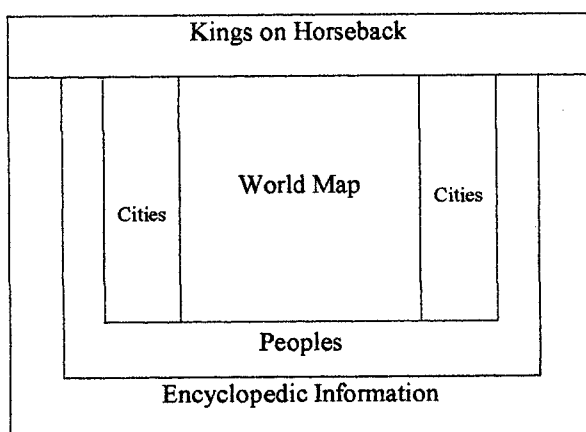 Kings on Horseback
World Map
Cities
Cities
Peoples
Encyclopedic Information